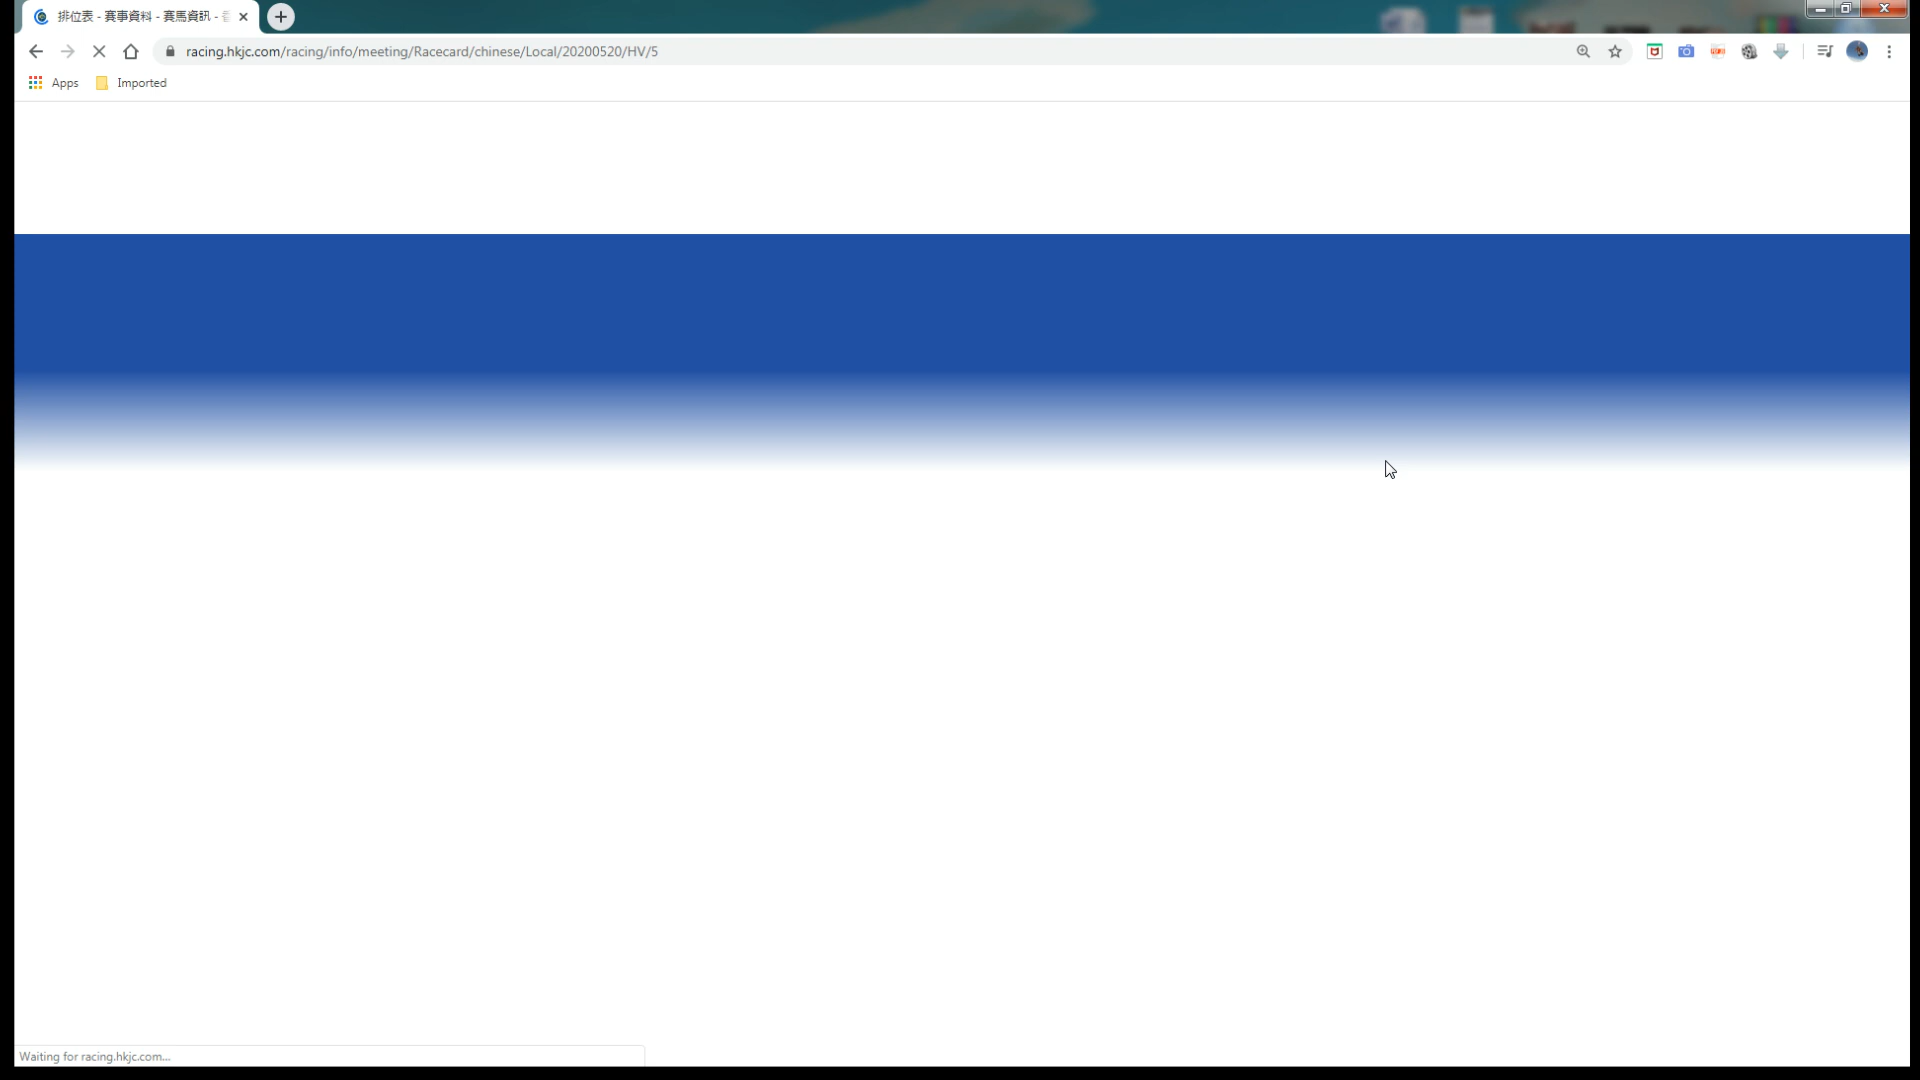 排位表 - 賽事資料 - 賽馬資訊 -
racing.hkjc.com/racing/info/meeting/Racecard/chinese/Local/20200520/HV/5
Apps
Imported
Waiting for racing.hkjc.com...